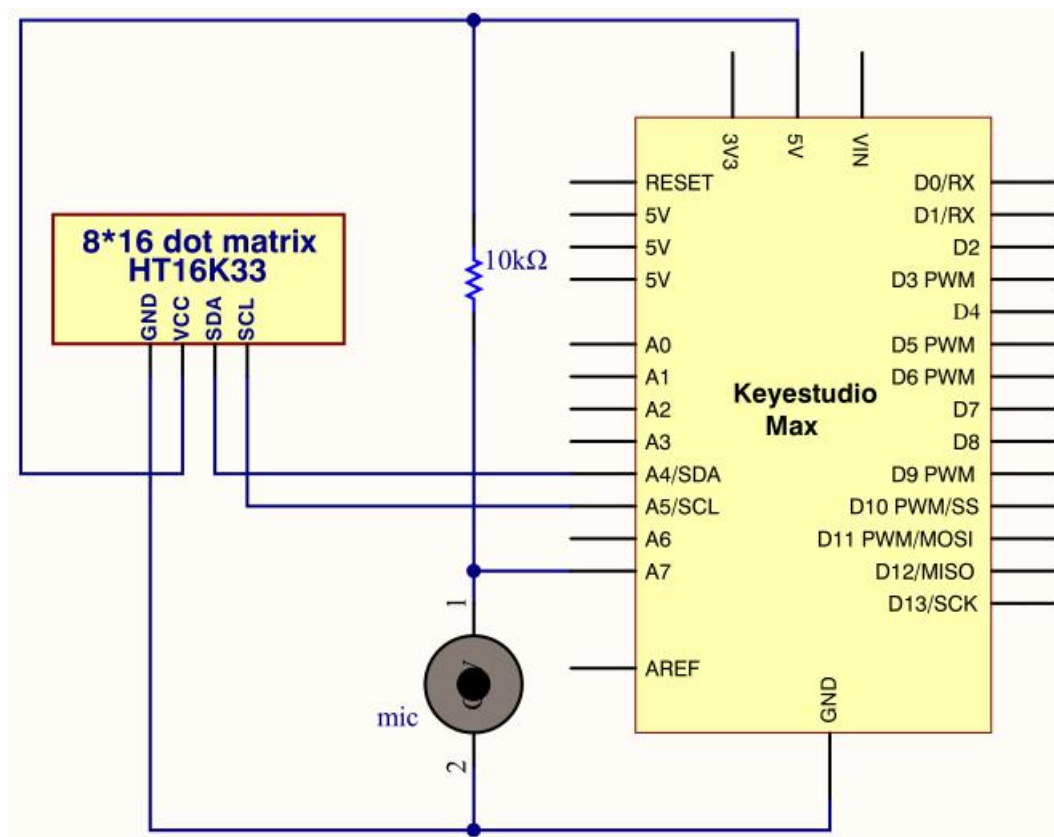 3V3
5V
VIN
RESET
5V
5V
5V
A0
A1
A2
A3
A4/SDA
A5/SCL
A6
A7
AREF
Keyestudio
Max
D0/RX
D1/RX
D2
D3 PWM
D4
D5 PWM
D6 PWM
D7
D8
D9 PWM
D10 PWM/SS
D11 PWM/MOSI
D12/MISO
D13/SCK
GND
8*16 dot matrix
HT16K33
GND
VCC
SDA
SCL
10kΩ
1
mic
2